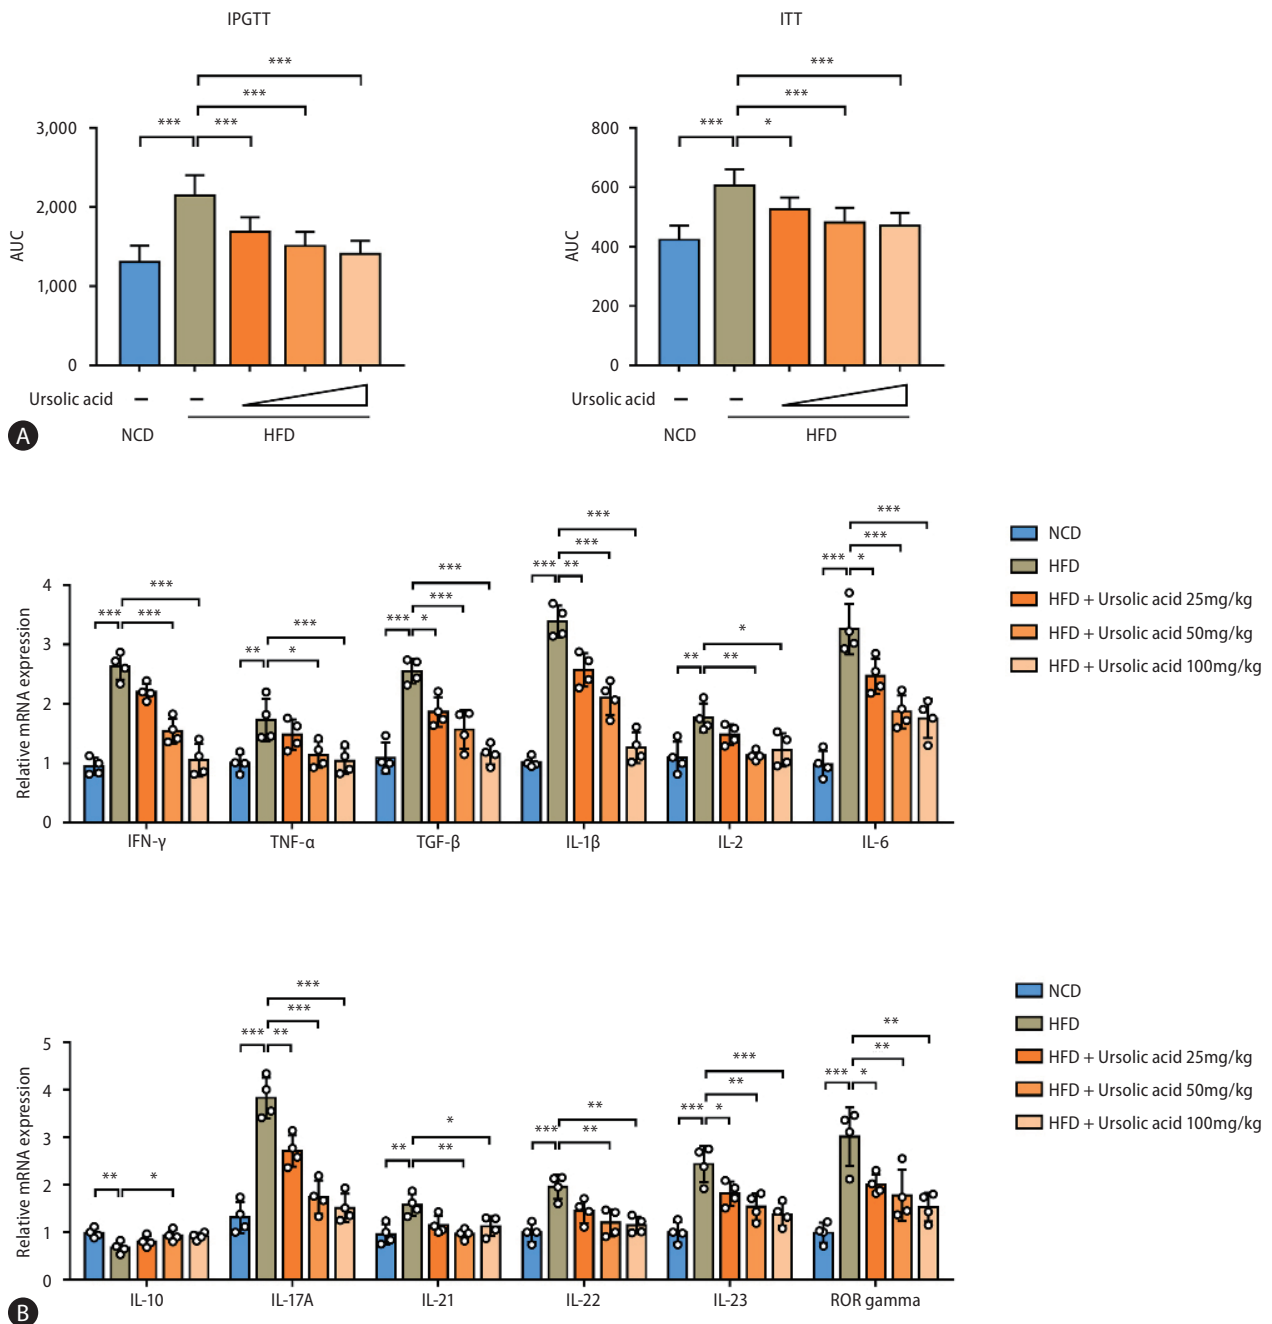 IPGTT
ITT
***
***
***
***
***
***
***
*
3,000
2,000
1,000
0
AUC
800
600
400
200
0
AUC
Ursolic acid – –
NCD HFD
Ursolic acid – –
NCD HFD
A
Relative mRNA expression
4
3
2
1
0
***
***
***
***
*
**
***
***
***
*
***
***
***
**
*
**
**
***
***
***
*
IFN-γ TNF-α TGF-β IL-1β IL-2 IL-6
NCD
HFD
HFD + Ursolic acid 25mg/kg
HFD + Ursolic acid 50mg/kg
HFD + Ursolic acid 100mg/kg
Relative mRNA expression
5
4
3
2
1
0
**
*
***
***
***
**
*
**
**
**
***
**
***
**
***
*
**
**
***
*
IL-10 IL-17A IL-21 IL-22 IL-23 ROR gamma
NCD
HFD
HFD + Ursolic acid 25mg/kg
HFD + Ursolic acid 50mg/kg
HFD + Ursolic acid 100mg/kg
B